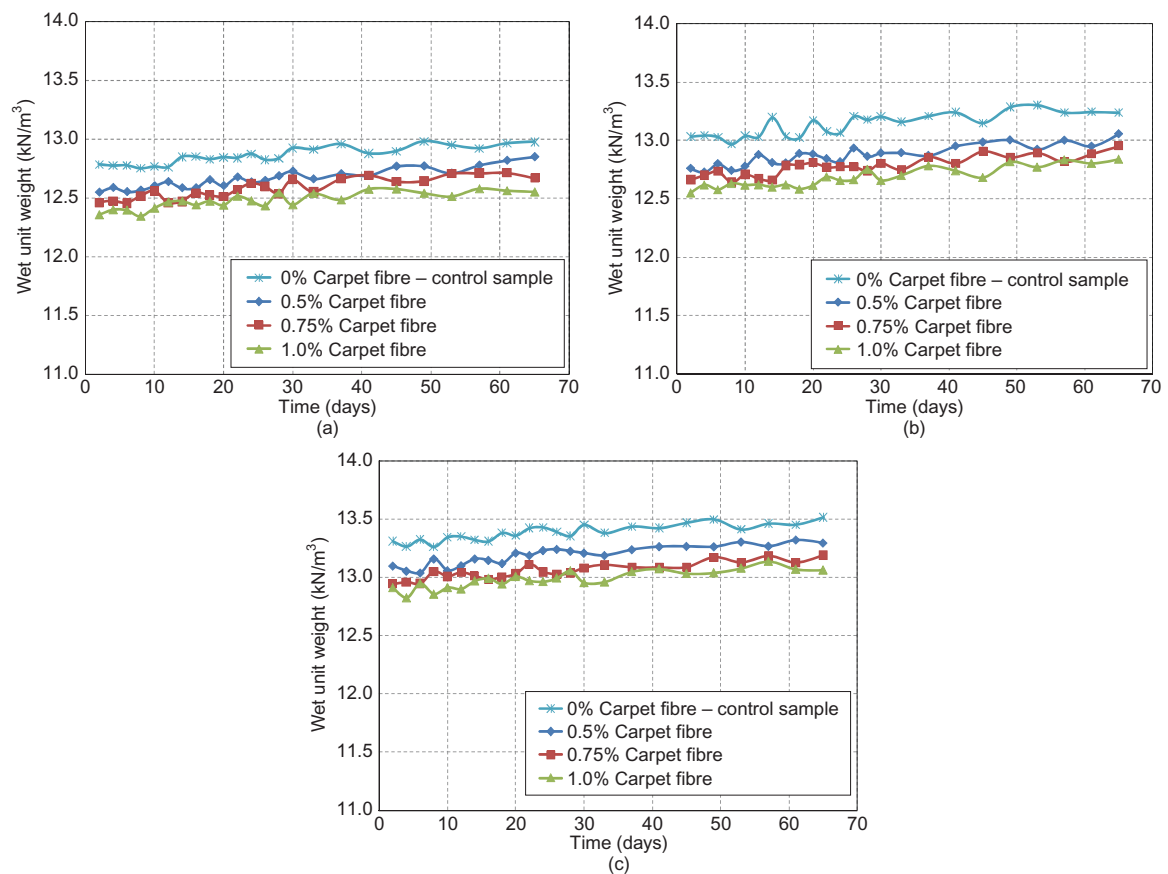 14.0
13.5
13.0
12.5
12.0
11.5
11.0
Wet unit weight (kN/m³)
0% Carpet fibre – control sample
0.5% Carpet fibre
0.75% Carpet fibre
1.0% Carpet fibre
0 10 20 30 40 50 60 70
Time (days)
(a)
14.0
13.5
13.0
12.5
12.0
11.5
11.0
Wet unit weight (kN/m³)
0% Carpet fibre – control sample
0.5% Carpet fibre
0.75% Carpet fibre
1.0% Carpet fibre
0 10 20 30 40 50 60 70
Time (days)
(b)
14.0
13.5
13.0
12.5
12.0
11.5
11.0
Wet unit weight (kN/m³)
0% Carpet fibre – control sample
0.5% Carpet fibre
0.75% Carpet fibre
1.0% Carpet fibre
0 10 20 30 40 50 60 70
Time (days)
(c)